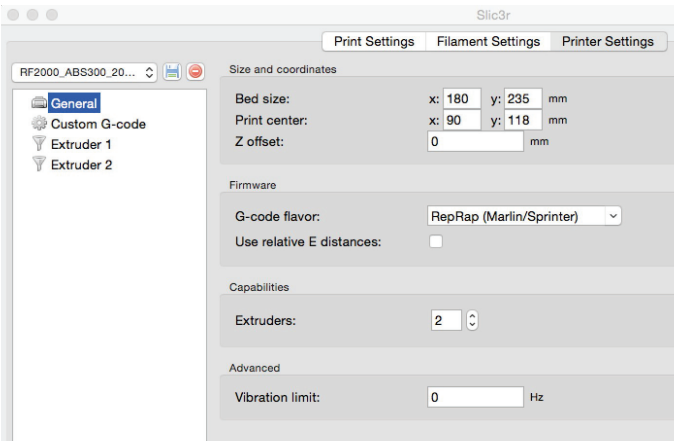 Slic3r
Print Settings Filament Settings Printer Settings
RF2000_ABS300_20...
General
Custom G-code
Extruder 1
Extruder 2
Size and coordinates
Bed size: x: 180 y: 235 mm
Print center: x: 90 y: 118 mm
Z offset: 0 mm
Firmware
G-code flavor: RepRap (Marlin/Sprinter)
Use relative E distances:
Capabilities
Extruders: 2
Advanced
Vibration limit: 0 Hz